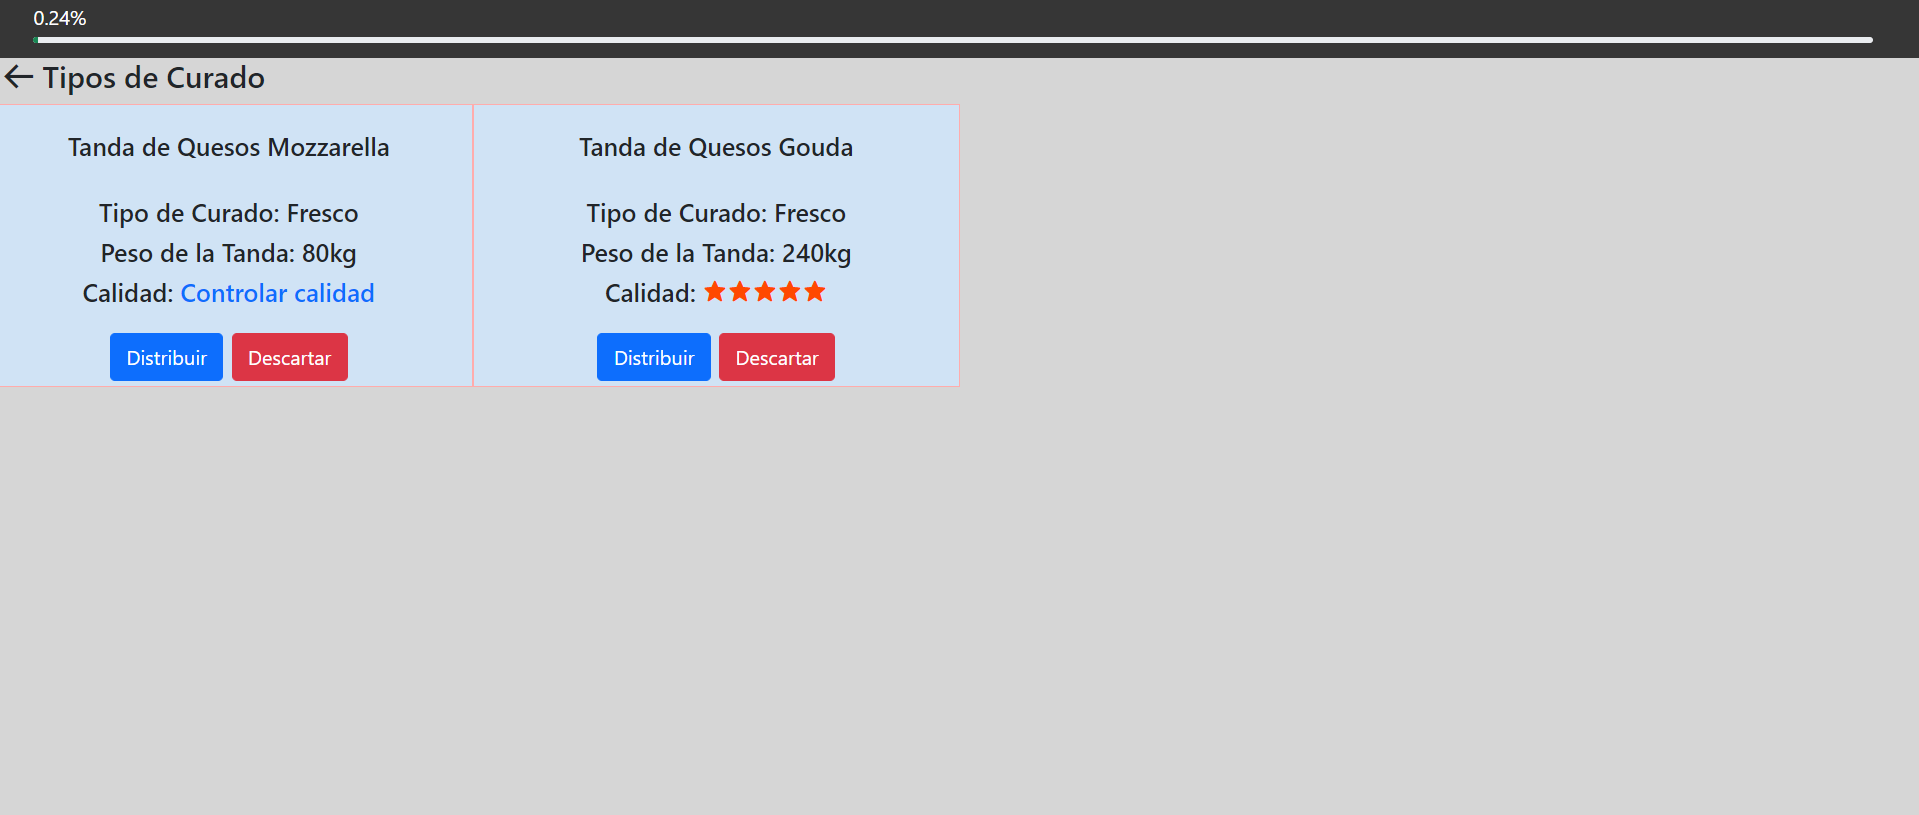 0.24%
Tipos de Curado
Tanda de Quesos Mozzarella
Tipo de Curado: Fresco
Peso de la Tanda: 80kg
Calidad: Controlar calidad
Distribuir Descartar
Tanda de Quesos Gouda
Tipo de Curado: Fresco
Peso de la Tanda: 240kg
Calidad:
Distribuir Descartar